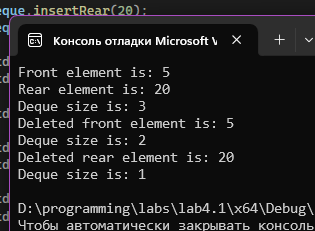 eque.insertRear(20);
Консоль отладки Microsoft V
Front element is: 5
Rear element is: 20
Deque size is: 3
Deleted front element is: 5
Deque size is: 2
Deleted rear element is: 20
Deque size is: 1
D:\programming\labs\lab4.1\x64\Debug\
Чтобы автоматически закрывать консоль